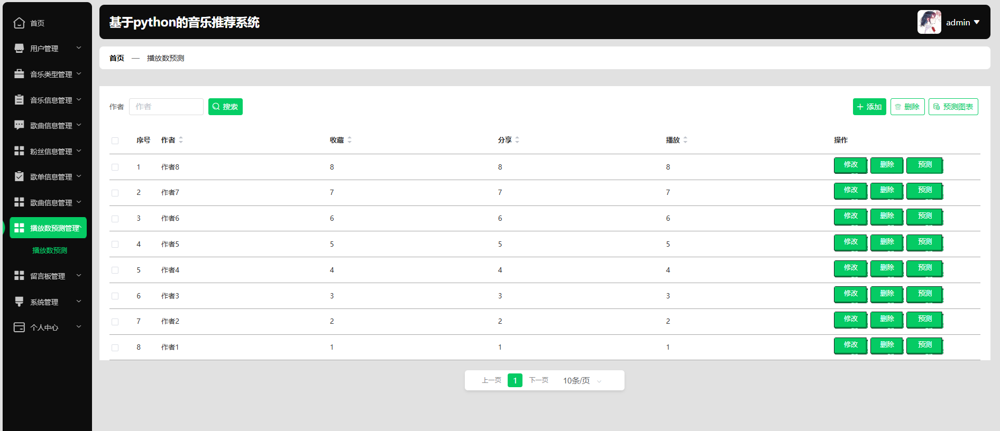 首页
用户管理
音乐类型管理
音乐信息管理
歌曲信息管理
粉丝信息管理
歌单信息管理
歌曲信息管理
播放数预测管理
播放数预测
留言板管理
系统管理
个人中心
基于python的音乐推荐系统
admin
首页 — 播放数预测
作者 作者 搜索 添加 删除 预测图表
序号 作者 收藏 分享 播放 操作
1 作者8 8 8 8 修改 删除 预测
2 作者7 7 7 7 修改 删除 预测
3 作者6 6 6 6 修改 删除 预测
4 作者5 5 5 5 修改 删除 预测
5 作者4 4 4 4 修改 删除 预测
6 作者3 3 3 3 修改 删除 预测
7 作者2 2 2 2 修改 删除 预测
8 作者1 1 1 1 修改 删除 预测
上一页 1 下一页 10条/页